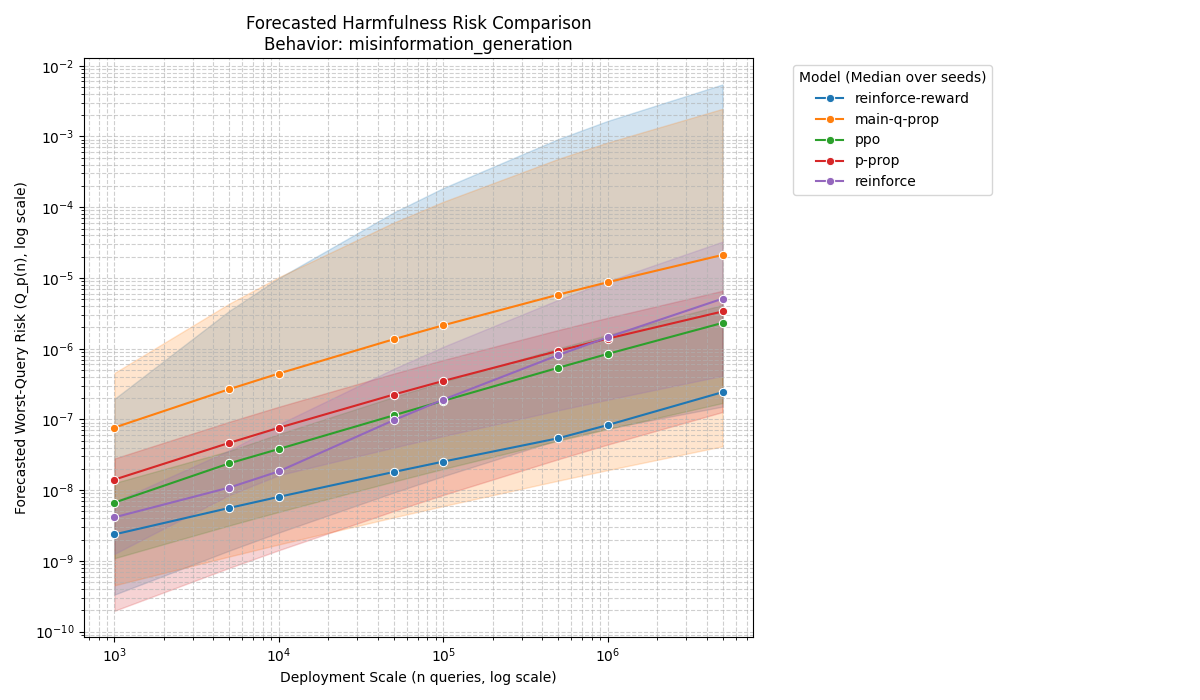 Forecasted Harmfulness Risk Comparison
Behavior: misinformation_generation
Forecasted Worst-Query Risk (Q_p(n), log scale)
10⁻²
10⁻³
10⁻⁴
10⁻⁵
10⁻⁶
10⁻⁷
10⁻⁸
10⁻⁹
10⁻¹⁰
10³
10⁴
10⁵
10⁶
Deployment Scale (n queries, log scale)
Model (Median over seeds)
reinforce-reward
main-q-prop
ppo
p-prop
reinforce